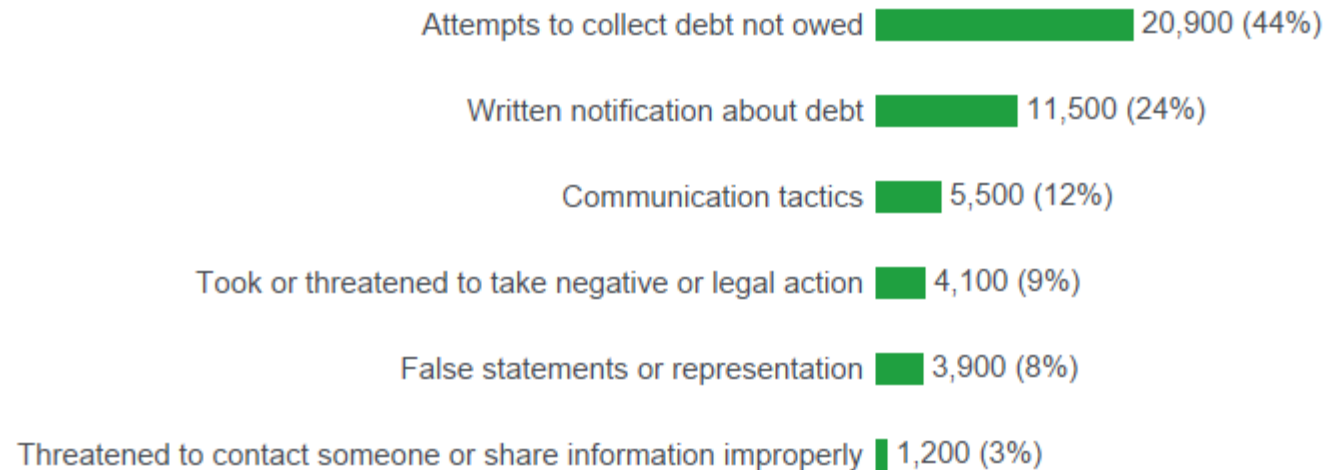 Attempts to collect debt not owed 20,900 (44%)
Written notification about debt 11,500 (24%)
Communication tactics 5,500 (12%)
Took or threatened to take negative or legal action 4,100 (9%)
False statements or representation 3,900 (8%)
Threatened to contact someone or share information improperly 1,200 (3%)